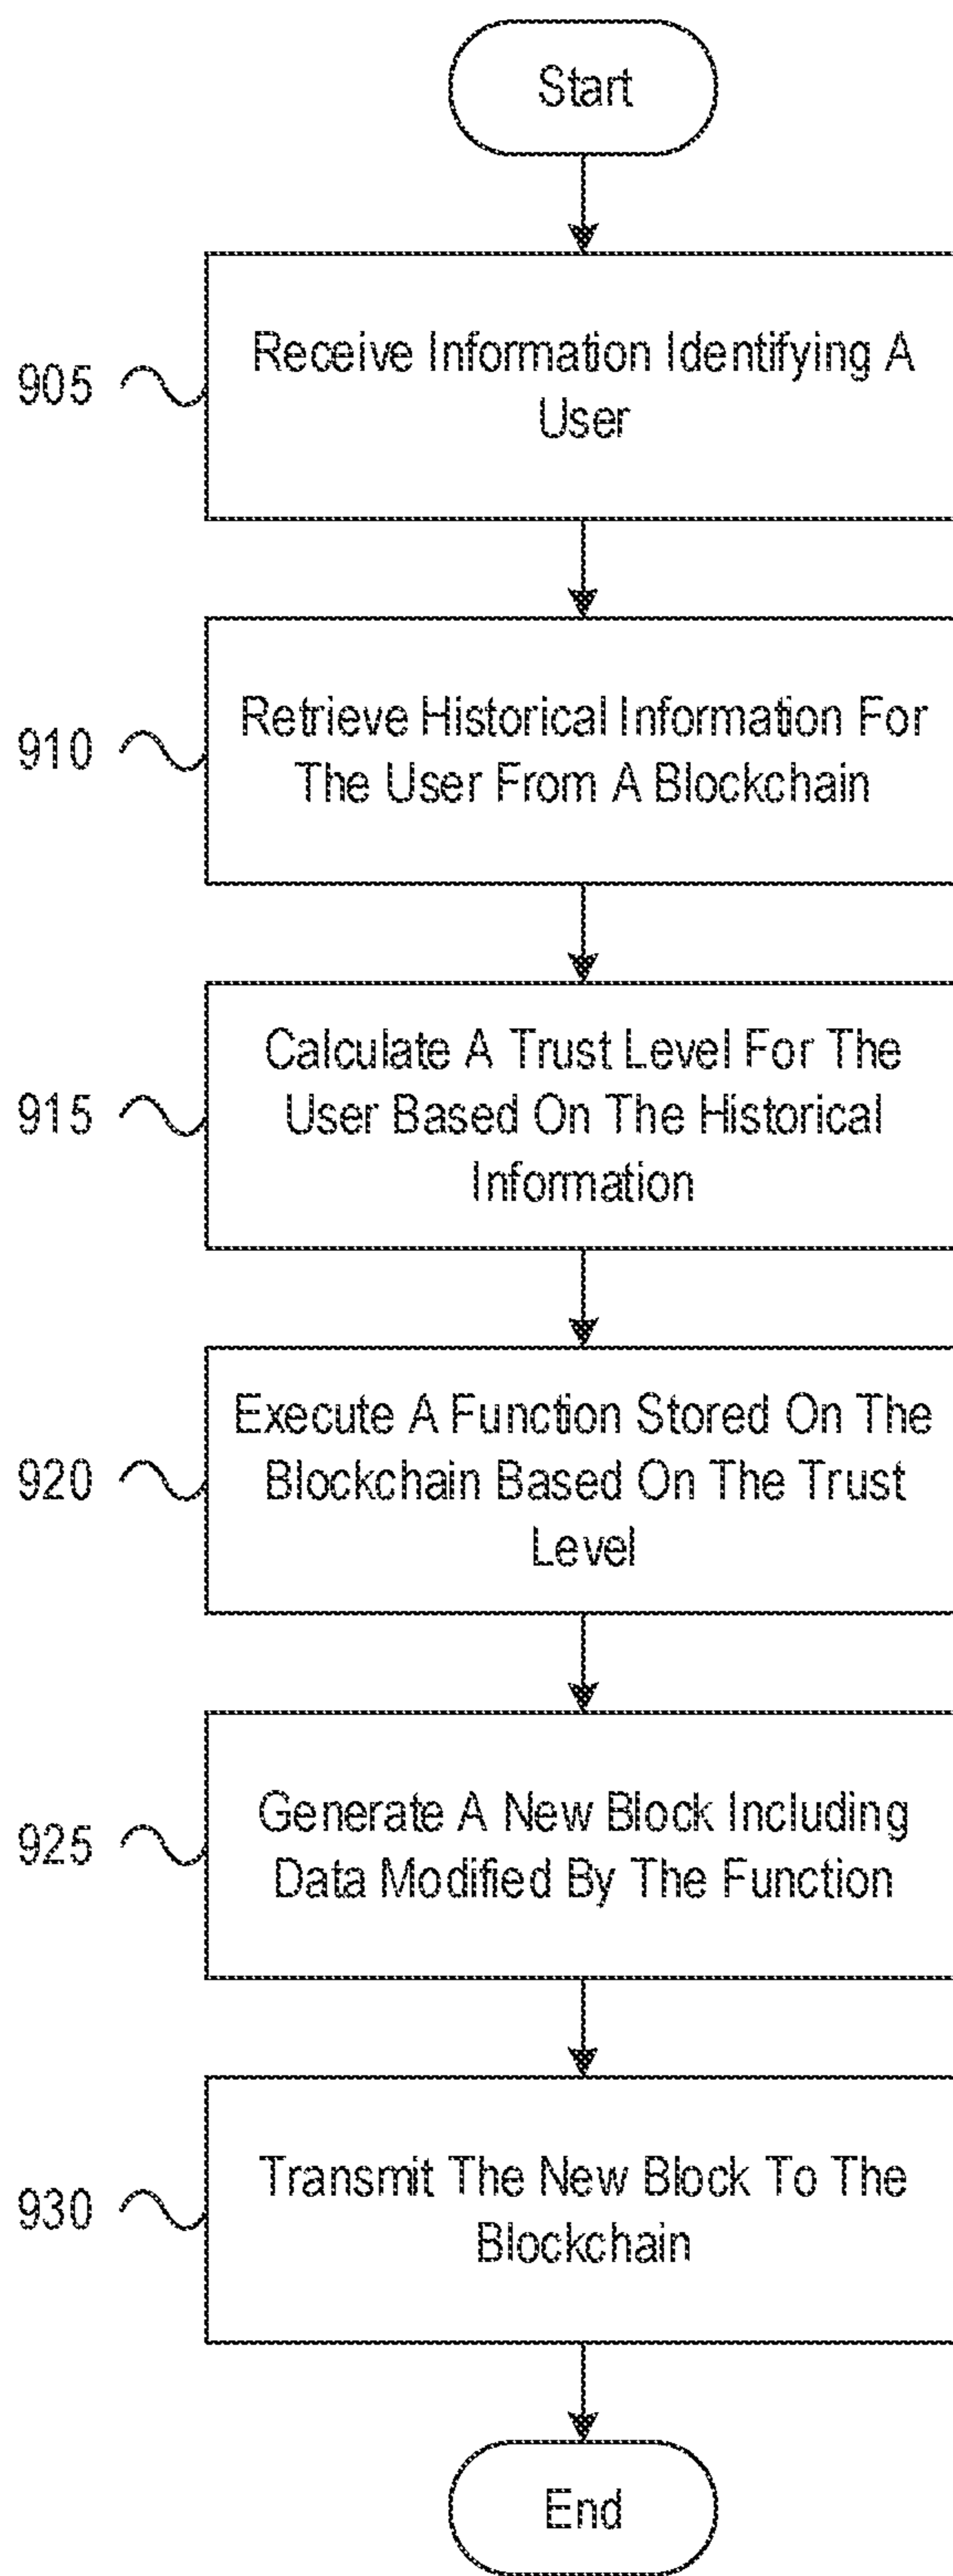 Start
905
Receive Information Identifying A
User
910
Retrieve Historical Information For
The User From A Blockchain
915
Calculate A Trust Level For The
User Based On The Historical
Information
920
Execute A Function Stored On The
Blockchain Based On The Trust
Level
925
Generate A New Block Including
Data Modified By The Function
930
Transmit The New Block To The
Blockchain
End